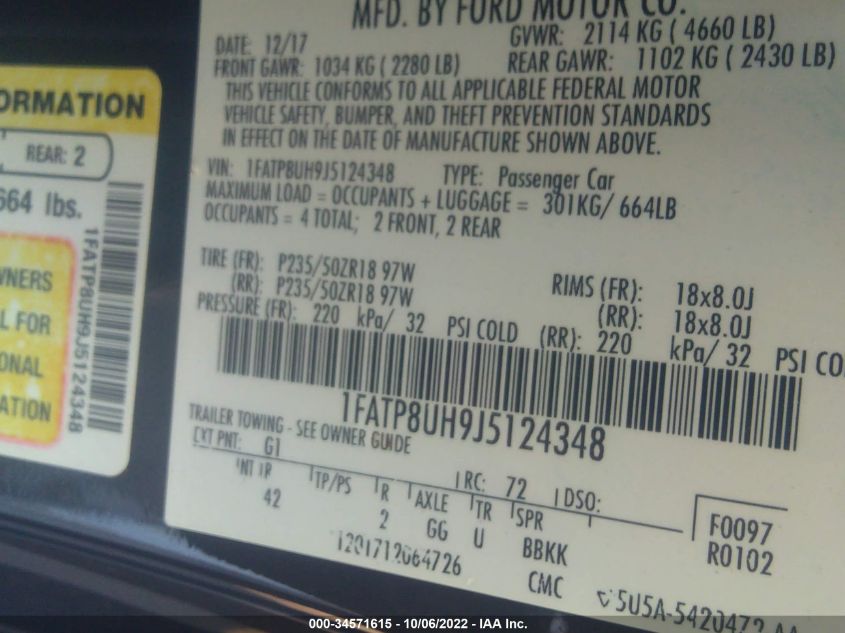 MFD. BY FORD MOTOR CO.
DATE: 12/17 GVWR: 2114 KG ( 4660 LB)
FRONT GAWR: 1034 KG ( 2280 LB) REAR GAWR: 1102 KG ( 2430 LB)
THIS VEHICLE CONFORMS TO ALL APPLICABLE FEDERAL MOTOR
VEHICLE SAFETY, BUMPER, AND THEFT PREVENTION STANDARDS
IN EFFECT ON THE DATE OF MANUFACTURE SHOWN ABOVE.
VIN: 1FATP8UH9J5124348 TYPE: Passenger Car
MAXIMUM LOAD = OCCUPANTS + LUGGAGE = 301KG/ 664LB
OCCUPANTS = 4 TOTAL; 2 FRONT, 2 REAR
TIRE (FR): P235/50ZR18 97W RIMS (FR): 18x8.0J
(RR): P235/50ZR18 97W (RR): 18x8.0J
PRESSURE (FR): 220 kPa/ 32 PSI COLD (RR): 220 kPa/ 32 PSI CO
1FATP8UH9J5124348
TRAILER TOWING - SEE OWNER GUIDE
EXT PNT: G1 RC: 72 DSO:
INT TR TP/PS R AXLE TR SPR F0097
42 2 GG U BBKK R0102
1201712064726 CMC 5U5A-5420472
ORMATION
REAR: 2
664 lbs.
1FATP8UH9J5124348
WNERS
L FOR
ONAL
ATION
000-34571615 - 10/06/2022 - IAA Inc.